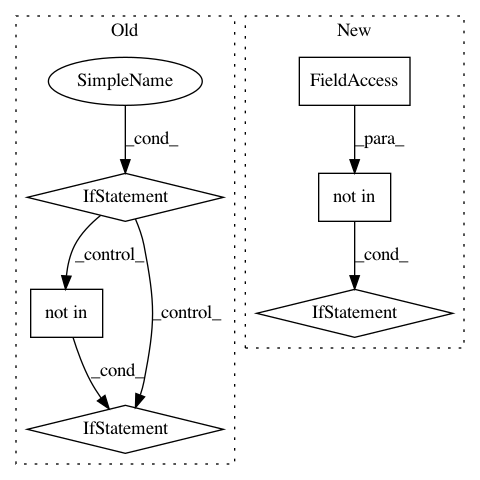 Old
SimpleName
_cond_
IfStatement
_control_
not in
_control_
_cond_
IfStatement
New
FieldAccess
_para_
not in
_cond_
IfStatement